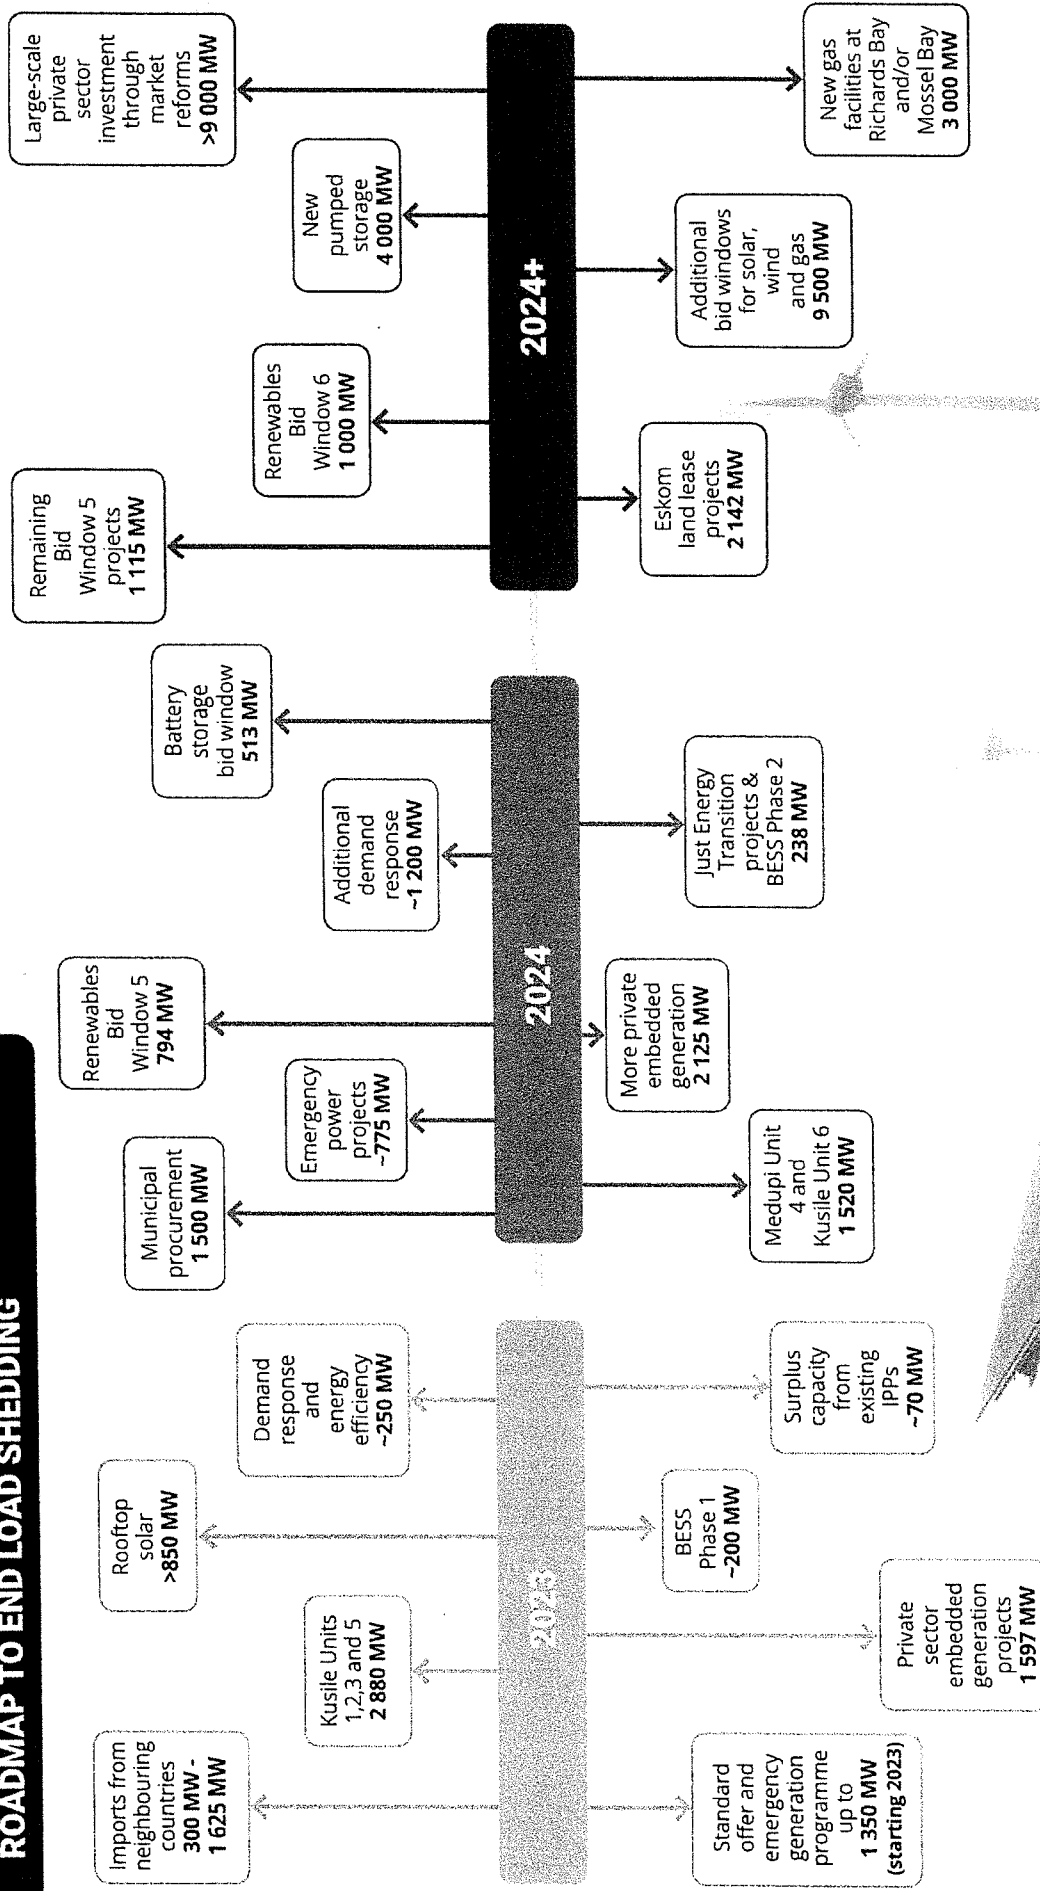 ROADMAP TO END LOAD SHEDDING
Imports from
neighbouring
countries
300 MW -
1 625 MW
Kusile Units
1,2,3 and 5
2 880 MW
Rooftop
solar
>850 MW
Demand
response
and
energy
efficiency
~250 MW
2023
Standard
offer and
emergency
generation
programme
up to
1 350 MW
(starting 2023)
Private
sector
embedded
generation
projects
1 597 MW
BESS
Phase 1
~200 MW
Surplus
capacity
from
existing
IPPs
~70 MW
Municipal
procurement
1 500 MW
Emergency
power
projects
~775 MW
Renewables
Bid
Window 5
794 MW
Additional
demand
response
~1 200 MW
Battery
storage
bid window
513 MW
2024
Medupi Unit
4 and
Kusile Unit 6
1 520 MW
More private
embedded
generation
2 125 MW
Just Energy
Transition
projects &
BESS Phase 2
238 MW
Remaining
Bid
Window 5
projects
1 115 MW
Renewables
Bid
Window 6
1 000 MW
New
pumped
storage
4 000 MW
Large-scale
private
sector
investment
through
market
reforms
>9 000 MW
2024+
Eskom
land lease
projects
2 142 MW
Additional
bid windows
for solar,
wind
and gas
9 500 MW
New gas
facilities at
Richards Bay
and/or
Mossel Bay
3 000 MW